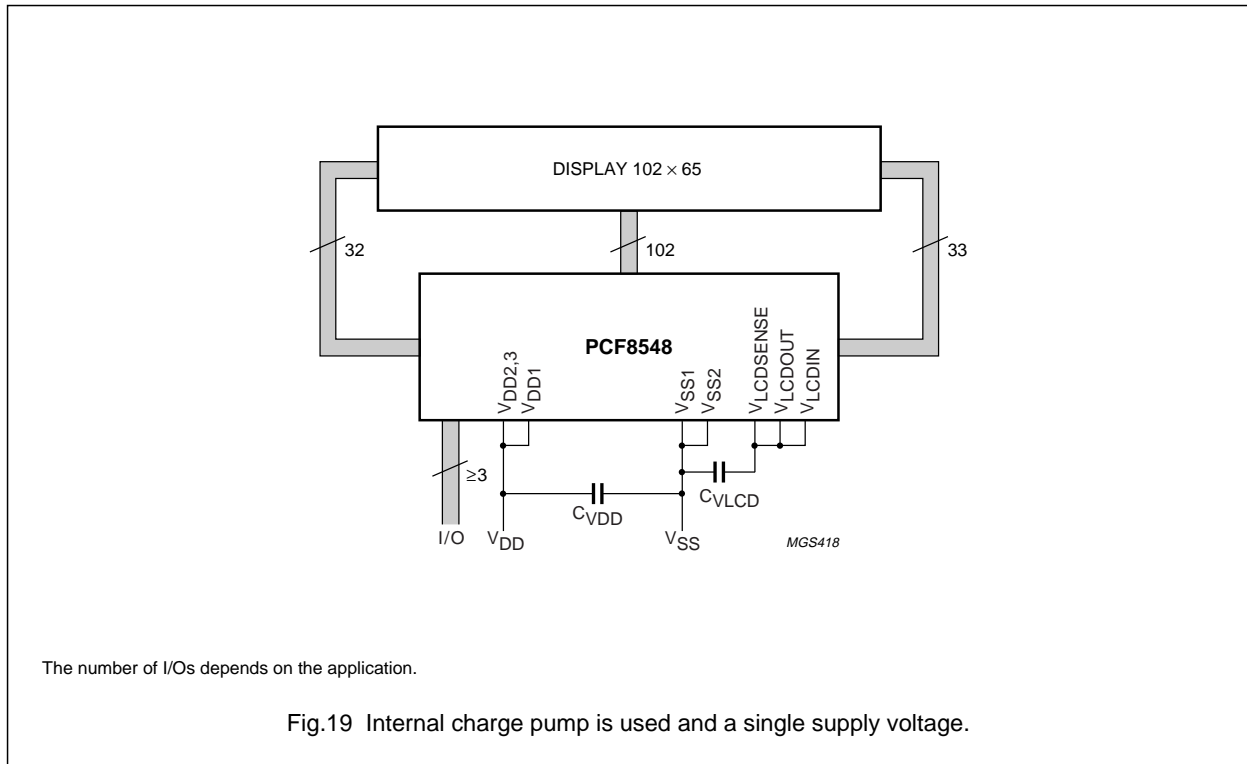 DISPLAY 102 × 65
32
102
33
PCF8548
VDD2,3
VDD1
VSS1
VSS2
VLCDSENSE
VLCDOUT
VLCDIN
≥3
CVDD
CVLCD
I/O
VDD
VSS
MGS418
The number of I/Os depends on the application.
Fig.19 Internal charge pump is used and a single supply voltage.